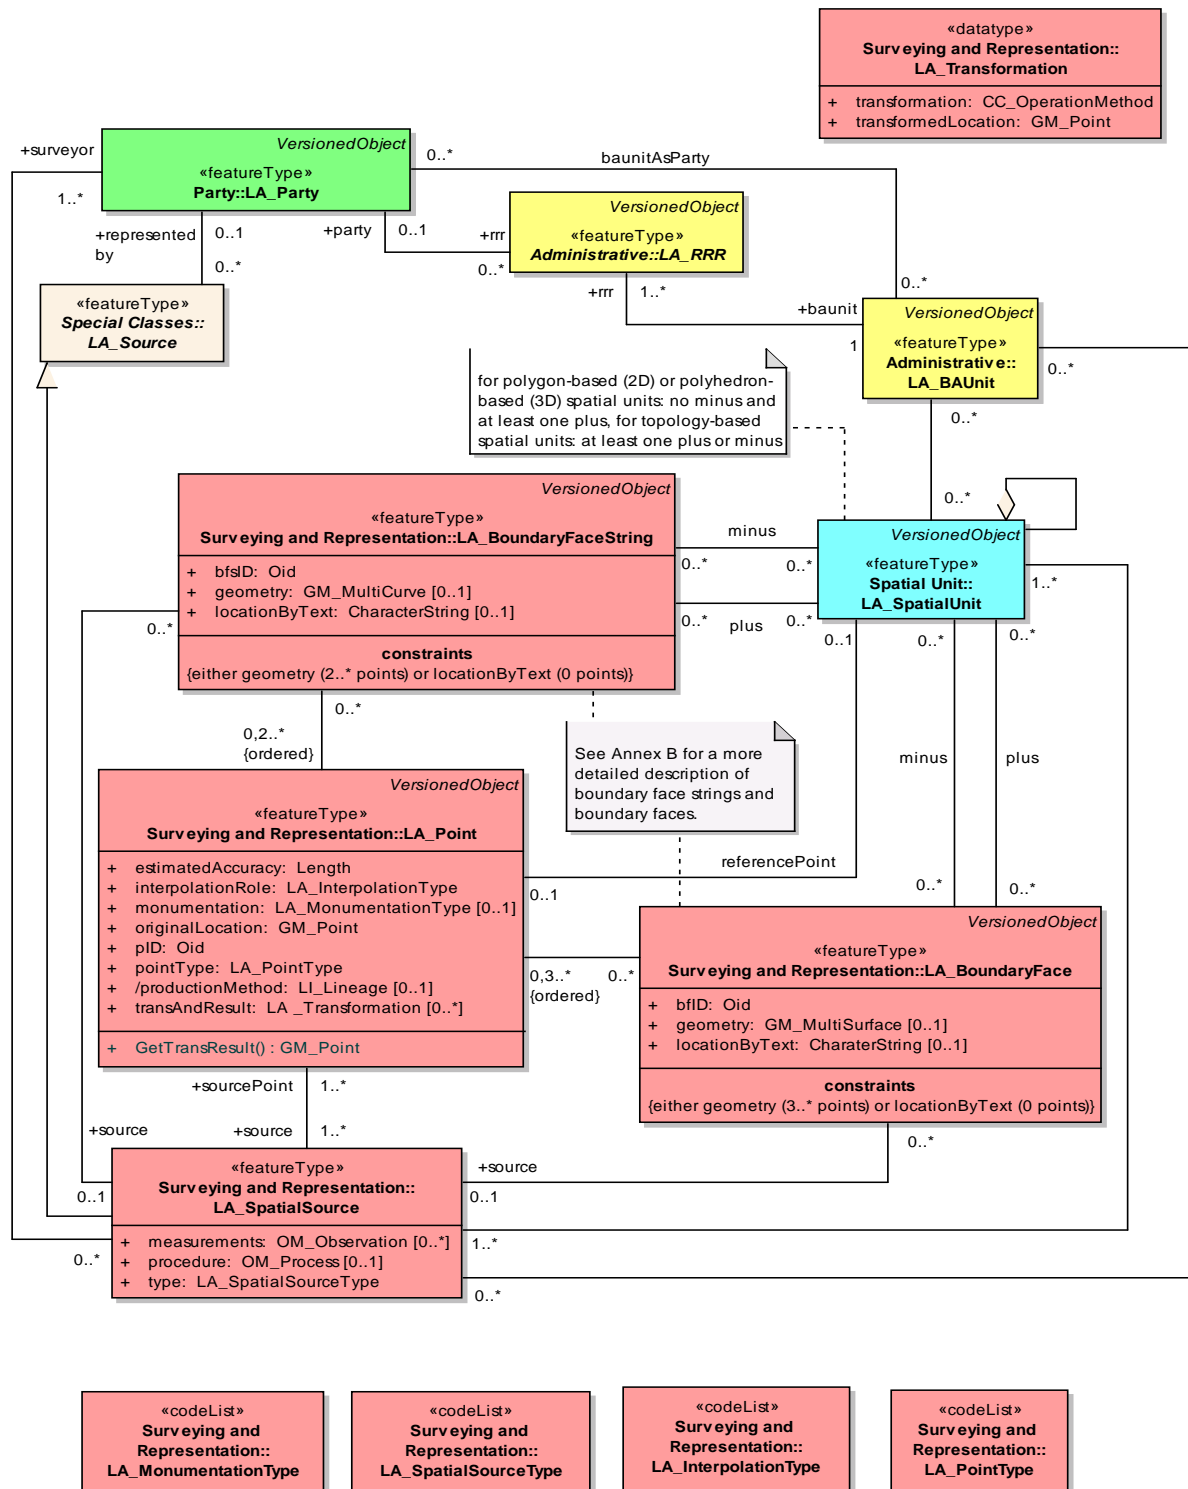 «datatype»
Surveying and Representation::
LA_Transformation
+ transformation: CC_OperationMethod
+ transformedLocation: GM_Point
+surveyor
1..*
VersionedObject
«featureType»
Party::LA_Party
0..*
baunitAsParty
+represented
by
0..1
0..*
+party
0..1
+rrr
0..*
VersionedObject
«featureType»
Administrative::LA_RRR
+rrr
1..*
0..*
+baunit
1
VersionedObject
«featureType»
Administrative::
LA_BAUnit
0..*
0..*
«featureType»
Special Classes::
LA_Source
for polygon-based (2D) or polyhedron-
based (3D) spatial units: no minus and
at least one plus, for topology-based
spatial units: at least one plus or minus
0..*
VersionedObject
«featureType»
Surveying and Representation::LA_BoundaryFaceString
+ bfsID: Oid
+ geometry: GM_MultiCurve [0..1]
+ locationByText: CharacterString [0..1]
constraints
{either geometry (2..* points) or locationByText (0 points)}
minus
0..*
0..*
0..*
plus
0..*
VersionedObject
«featureType»
Spatial Unit::
LA_SpatialUnit
1..*
0..1
0..*
0..*
0..*
0..*
0,2..*
{ordered}
See Annex B for a more
detailed description of
boundary face strings and
boundary faces.
minus
plus
VersionedObject
«featureType»
Surveying and Representation::LA_Point
+ estimatedAccuracy: Length
+ interpolationRole: LA_InterpolationType
+ monumentation: LA_MonumentationType [0..1]
+ originalLocation: GM_Point
+ pID: Oid
+ pointType: LA_PointType
+ /productionMethod: LI_Lineage [0..1]
+ transAndResult: LA _Transformation [0..*]
+ GetTransResult() : GM_Point
referencePoint
0..1
0..*
0..*
0,3..*
{ordered}
0..*
VersionedObject
«featureType»
Surveying and Representation::LA_BoundaryFace
+ bfID: Oid
+ geometry: GM_MultiSurface [0..1]
+ locationByText: CharaterString [0..1]
constraints
{either geometry (3..* points) or locationByText (0 points)}
+sourcePoint
1..*
+source
+source
1..*
0..*
+source
0..1
0..1
«featureType»
Surveying and Representation::
LA_SpatialSource
+ measurements: OM_Observation [0..*]
+ procedure: OM_Process [0..1]
+ type: LA_SpatialSourceType
0..*
1..*
0..*
«codeList»
Surveying and
Representation::
LA_MonumentationType
«codeList»
Surveying and
Representation::
LA_SpatialSourceType
«codeList»
Surveying and
Representation::
LA_InterpolationType
«codeList»
Surveying and
Representation::
LA_PointType